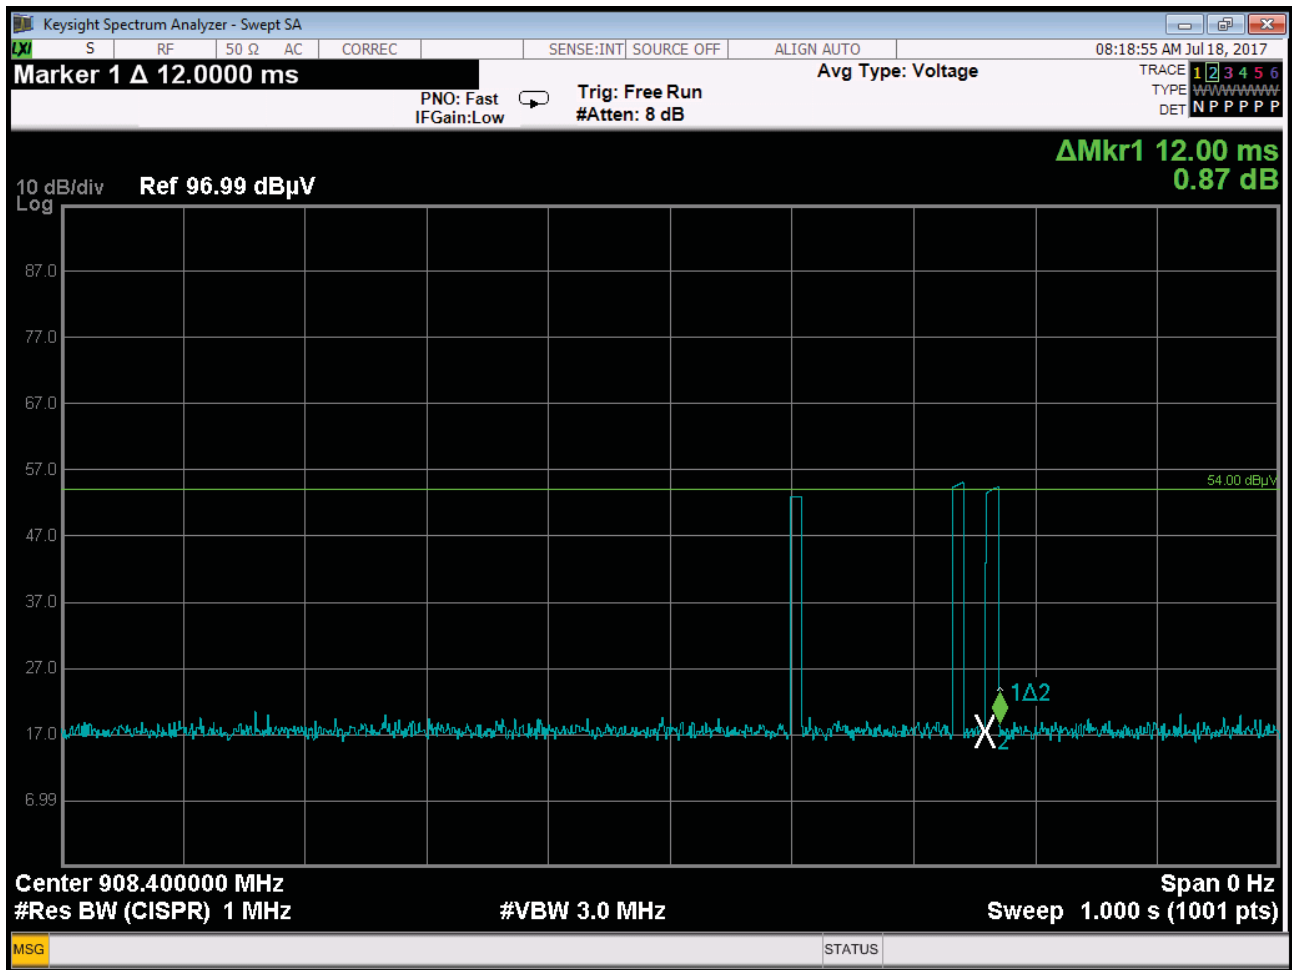 Keysight Spectrum Analyzer - Swept SA
LXI S RF 50 Ω AC CORREC SENSE:INT SOURCE OFF ALIGN AUTO 08:18:55 AM Jul 18, 2017
Marker 1 Δ 12.0000 ms
PNO: Fast
IFGain:Low
Trig: Free Run
#Atten: 8 dB
Avg Type: Voltage
TRACE 1 2 3 4 5 6
TYPE WWWWWW
DET N P P P P P
ΔMkr1 12.00 ms
0.87 dB
10 dB/div Ref 96.99 dBµV
Log
87.0
77.0
67.0
57.0
54.00 dBµV
47.0
37.0
27.0
1Δ2
17.0
2
6.99
Center 908.400000 MHz Span 0 Hz
#Res BW (CISPR) 1 MHz #VBW 3.0 MHz Sweep 1.000 s (1001 pts)
MSG STATUS